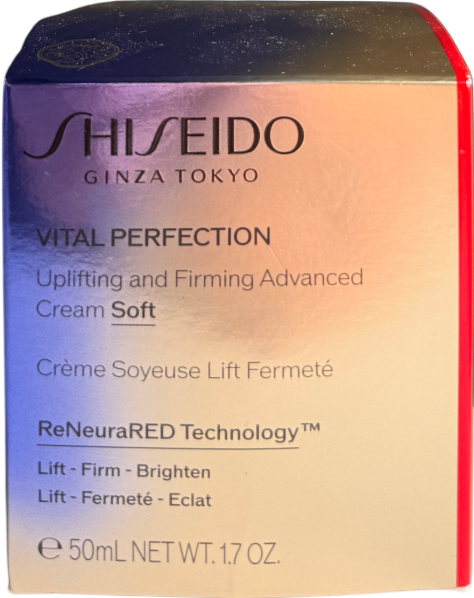 SHISEIDO
GINZA TOKYO
VITAL PERFECTION
Uplifting and Firming Advanced
Cream Soft
Crème Soyeuse Lift Fermeté
ReNeuraRED Technology™
Lift - Firm - Brighten
Lift - Fermeté - Eclat
℮ 50mL NET WT. 1.7 OZ.